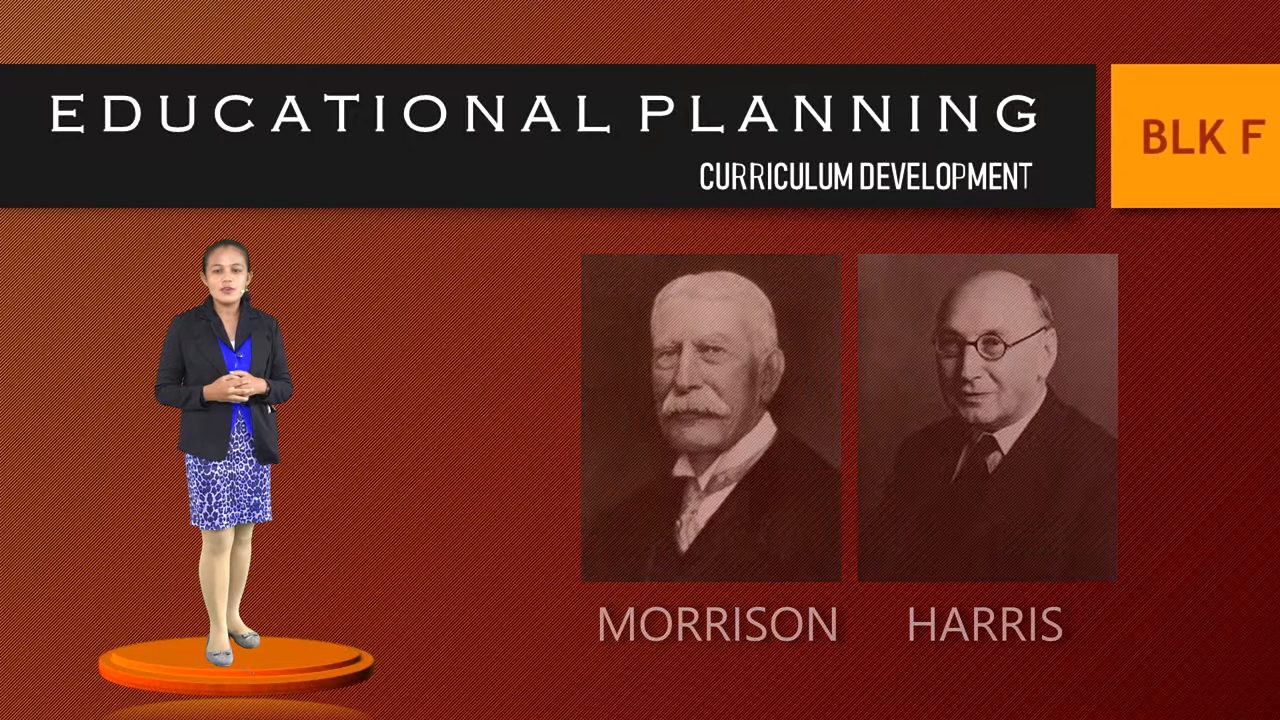 EDUCATIONAL PLANNING
CURRICULUM DEVELOPMENT
BLK F
MORRISON
HARRIS